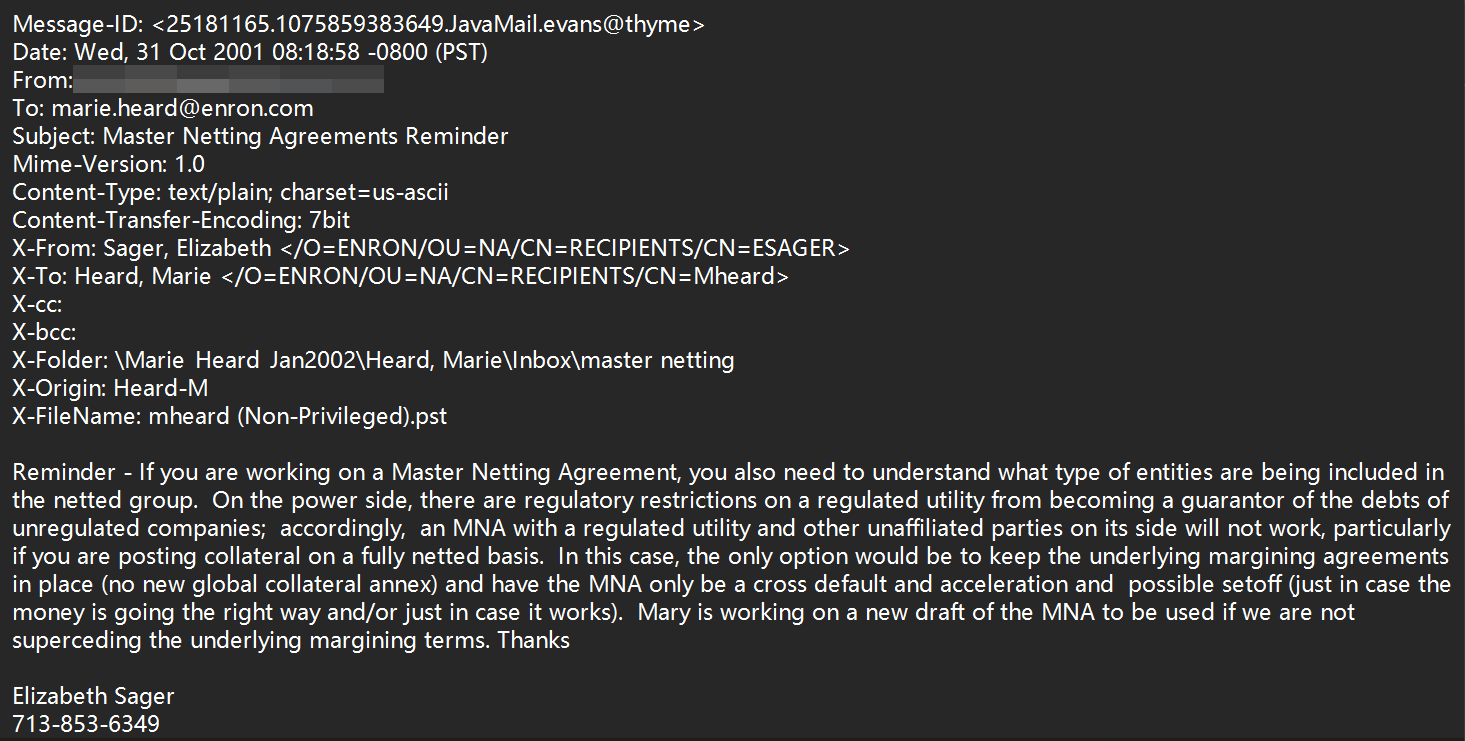 Message-ID: <25181165.1075859383649.JavaMail.evans@thyme>
Date: Wed, 31 Oct 2001 08:18:58 -0800 (PST)
From:
To: marie.heard@enron.com
Subject: Master Netting Agreements Reminder
Mime-Version: 1.0
Content-Type: text/plain; charset=us-ascii
Content-Transfer-Encoding: 7bit
X-From: Sager, Elizabeth </O=ENRON/OU=NA/CN=RECIPIENTS/CN=ESAGER>
X-To: Heard, Marie </O=ENRON/OU=NA/CN=RECIPIENTS/CN=Mheard>
X-cc:
X-bcc:
X-Folder: \Marie Heard Jan2002\Heard, Marie\Inbox\master netting
X-Origin: Heard-M
X-FileName: mheard (Non-Privileged).pst
Reminder - If you are working on a Master Netting Agreement, you also need to understand what type of entities are being included in
the netted group.  On the power side, there are regulatory restrictions on a regulated utility from becoming a guarantor of the debts of
unregulated companies;  accordingly,  an MNA with a regulated utility and other unaffiliated parties on its side will not work, particularly
if you are posting collateral on a fully netted basis.  In this case, the only option would be to keep the underlying margining agreements
in place (no new global collateral annex) and have the MNA only be a cross default and acceleration and  possible setoff (just in case the
money is going the right way and/or just in case it works).  Mary is working on a new draft of the MNA to be used if we are not
superceding the underlying margining terms. Thanks
Elizabeth Sager
713-853-6349